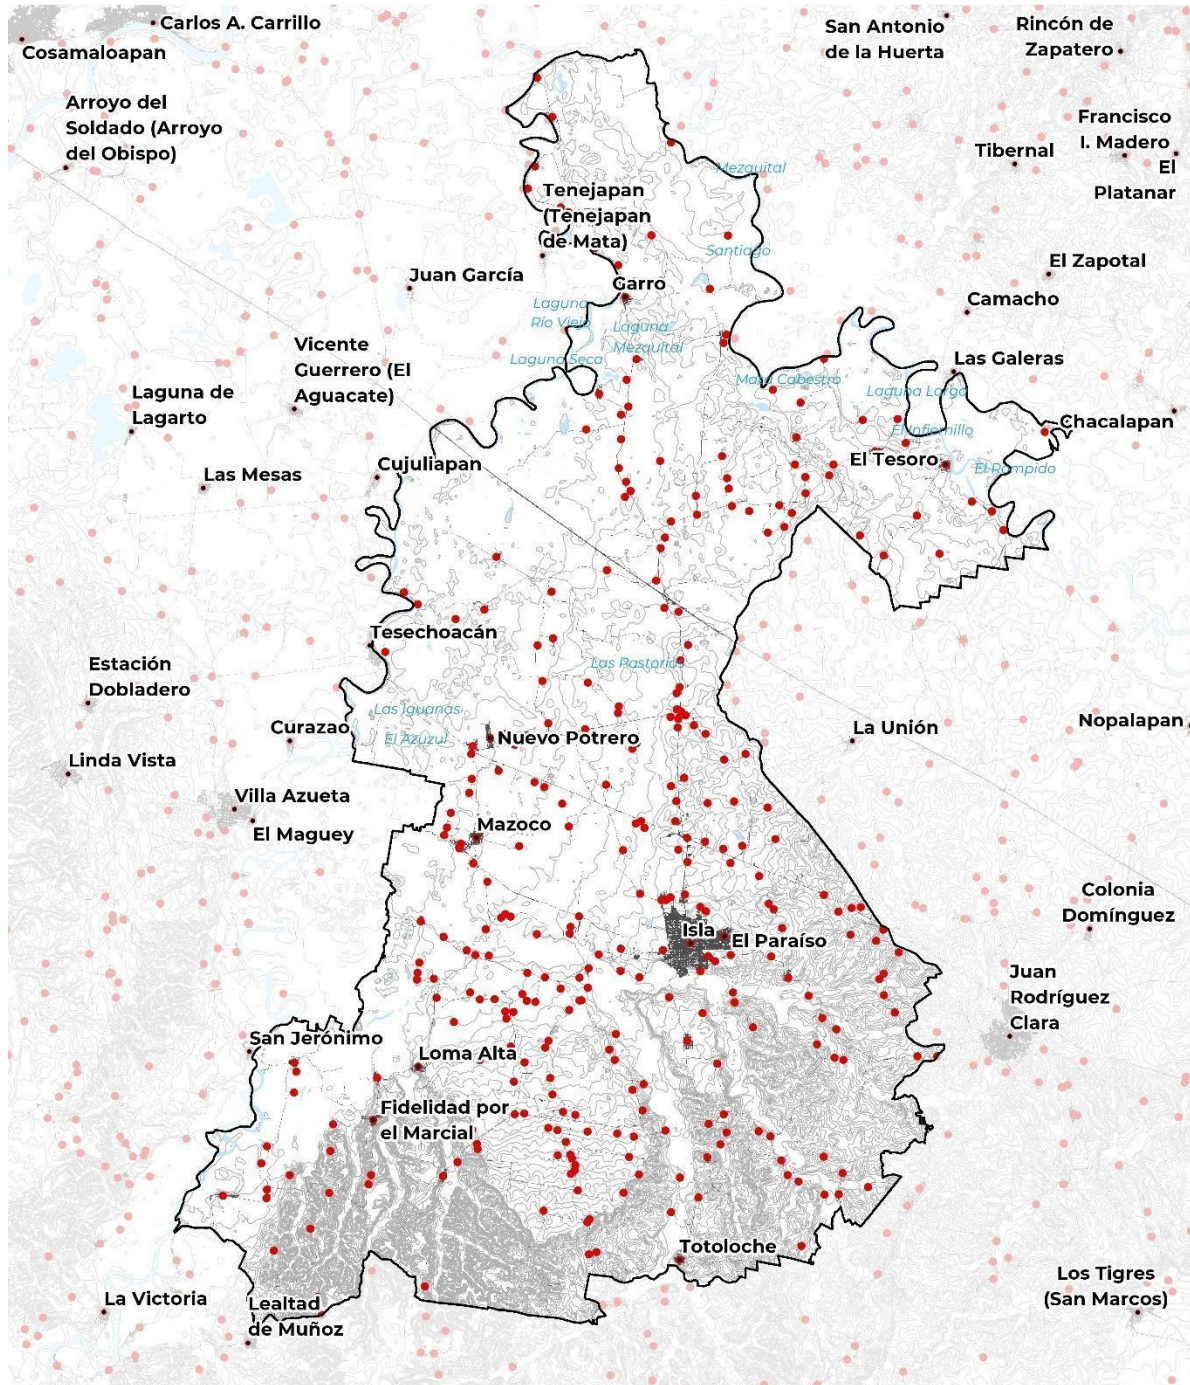 Carlos A. Carrillo
Cosamaloapan
San Antonio
de la Huerta
Rincón de
Zapatero
Arroyo del
Soldado (Arroyo
del Obispo)
Francisco
I. Madero
Tibernal
El
Platanar
Mezquital
Tenejapan
(Tenejapan
de Mata)
Santiago
Juan García
Garro
El Zapotal
Camacho
Laguna
Río Viejo
Laguna
Mezquital
Vicente
Guerrero (El
Aguacate)
Laguna Seca
Las Galeras
Mata Cabestro
Laguna Larga
Laguna de
Lagarto
Chacalapan
El Infiernillo
Cujuliapan
El Tesoro
El Rompido
Las Mesas
Tesechoacán
Estación
Dobladero
Las Pastorías
Las Iguanas
El Azuzul
Curazao
Nuevo Potrero
La Unión
Nopalapan
Linda Vista
Villa Azueta
El Maguey
Mazoco
Colonia
Domínguez
Isla
El Paraíso
Juan
Rodríguez
Clara
San Jerónimo
Loma Alta
Fidelidad por
el Marcial
Totoloche
La Victoria
Lealtad
de Muñoz
Los Tigres
(San Marcos)